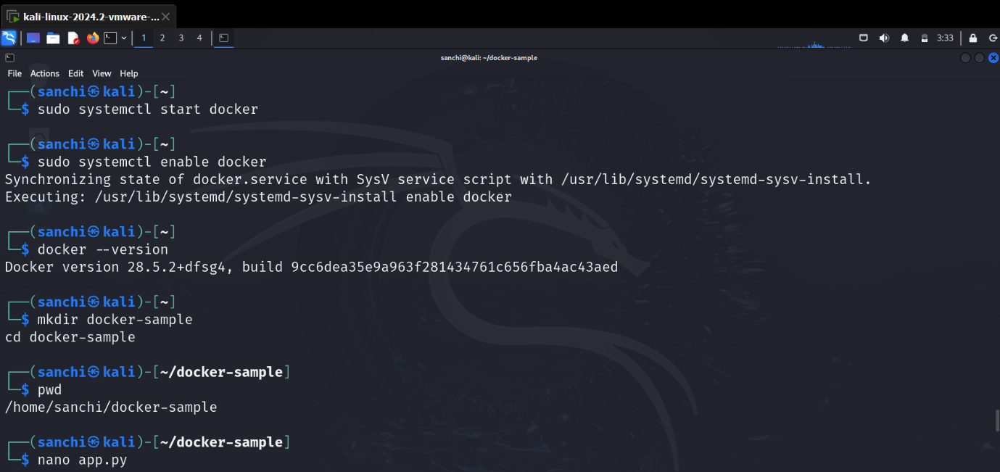 kali-linux-2024.2-vmware-...
1 2 3 4
3:33
sanchi@kali: ~/docker-sample
File Actions Edit View Help
┌──(sanchi㉿kali)-[~]
└─$ sudo systemctl start docker
┌──(sanchi㉿kali)-[~]
└─$ sudo systemctl enable docker
Synchronizing state of docker.service with SysV service script with /usr/lib/systemd/systemd-sysv-install.
Executing: /usr/lib/systemd/systemd-sysv-install enable docker
┌──(sanchi㉿kali)-[~]
└─$ docker --version
Docker version 28.5.2+dfsg4, build 9cc6dea35e9a963f281434761c656fba4ac43aed
┌──(sanchi㉿kali)-[~]
└─$ mkdir docker-sample
cd docker-sample
┌──(sanchi㉿kali)-[~/docker-sample]
└─$ pwd
/home/sanchi/docker-sample
┌──(sanchi㉿kali)-[~/docker-sample]
└─$ nano app.py